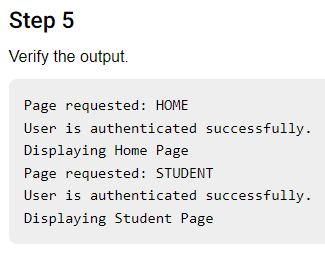 Step 5
Verify the output.
Page requested: HOME
User is authenticated successfully.
Displaying Home Page
Page requested: STUDENT
User is authenticated successfully.
Displaying Student Page